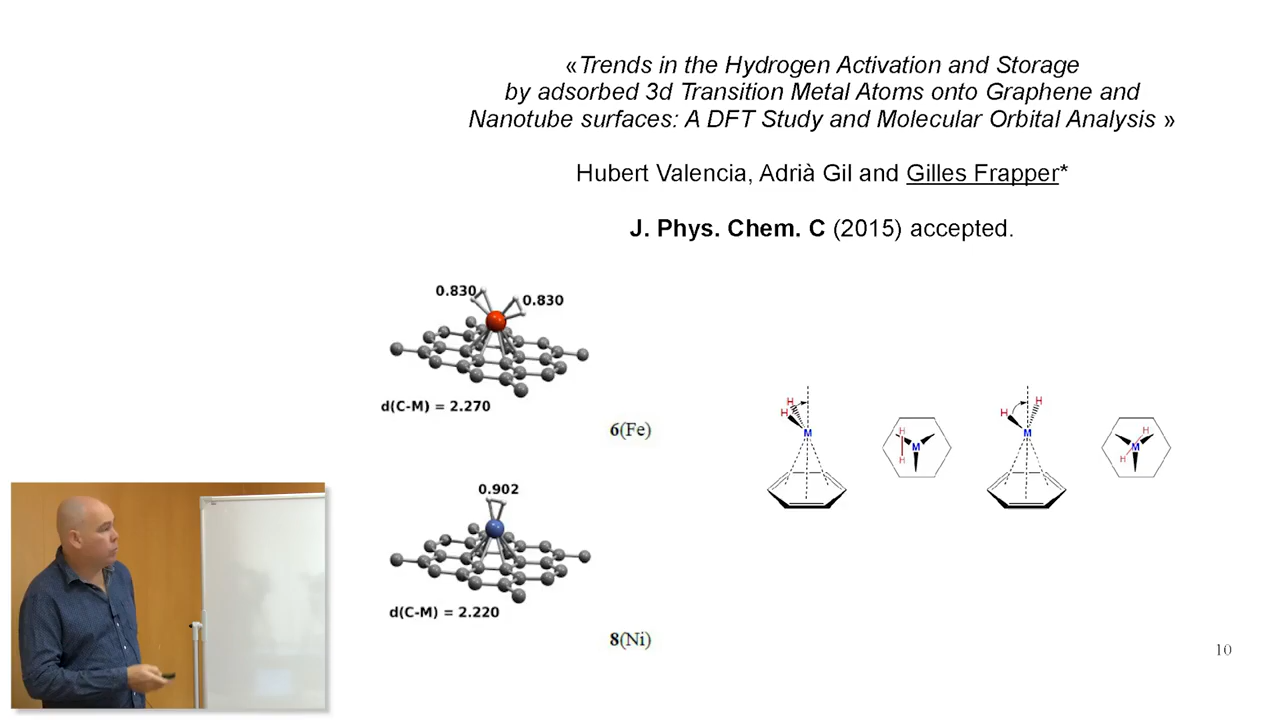 «Trends in the Hydrogen Activation and Storage
by adsorbed 3d Transition Metal Atoms onto Graphene and
Nanotube surfaces: A DFT Study and Molecular Orbital Analysis »
Hubert Valencia, Adrià Gil and Gilles Frapper*
J. Phys. Chem. C (2015) accepted.
0.830
0.830
d(C-M) = 2.270
6(Fe)
H
H
M
H
M
H
H
H
M
H
M
H
0.902
d(C-M) = 2.220
8(Ni)
10